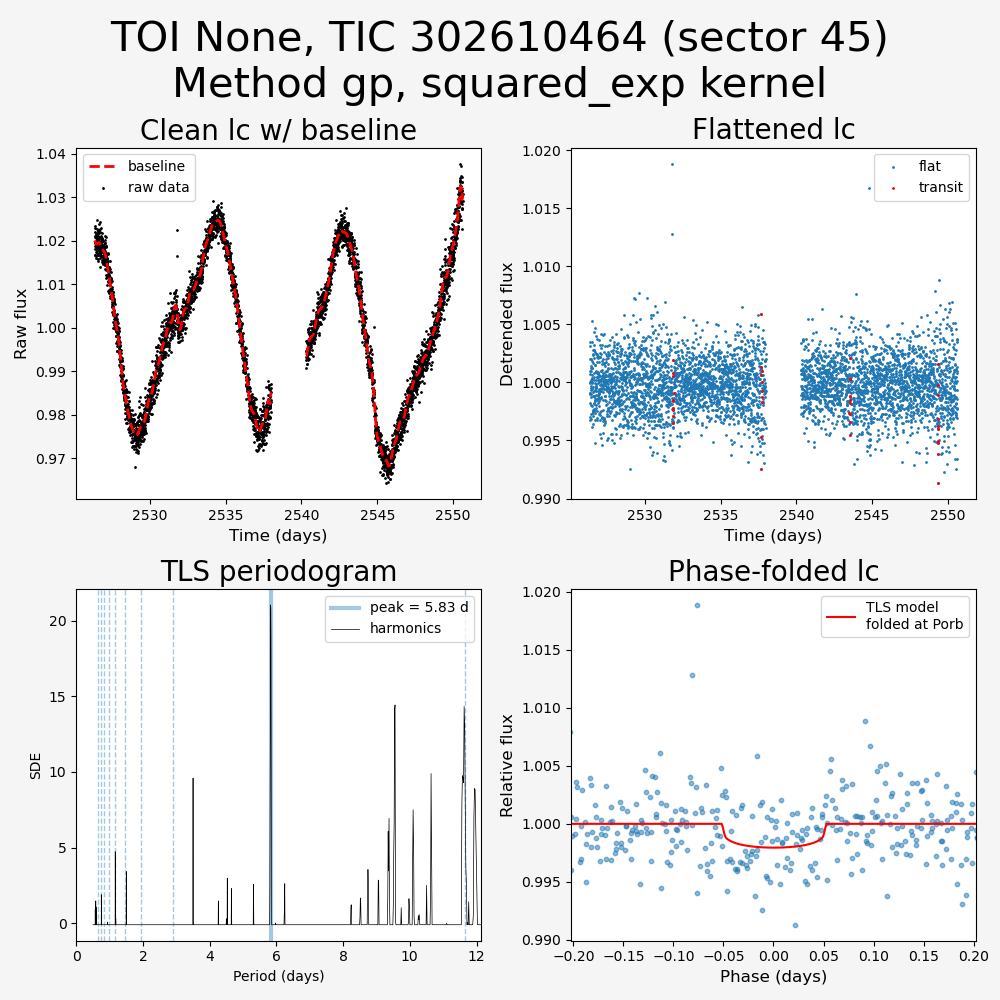 TOI None, TIC 302610464 (sector 45)
Method gp, squared_exp kernel
Clean lc w/ baseline
1.04
1.03
1.02
1.01
1.00
0.99
0.98
0.97
Raw flux
baseline
raw data
2530
2535
2540
2545
2550
Time (days)
Flattened lc
1.020
1.015
1.010
1.005
1.000
0.995
0.990
Detrended flux
flat
transit
2530
2535
2540
2545
2550
Time (days)
TLS periodogram
20
15
10
5
0
SDE
peak = 5.83 d
harmonics
0
2
4
6
8
10
12
Period (days)
Phase-folded lc
1.020
1.015
1.010
1.005
1.000
0.995
0.990
Relative flux
TLS model
folded at Porb
−0.20
−0.15
−0.10
−0.05
0.00
0.05
0.10
0.15
0.20
Phase (days)